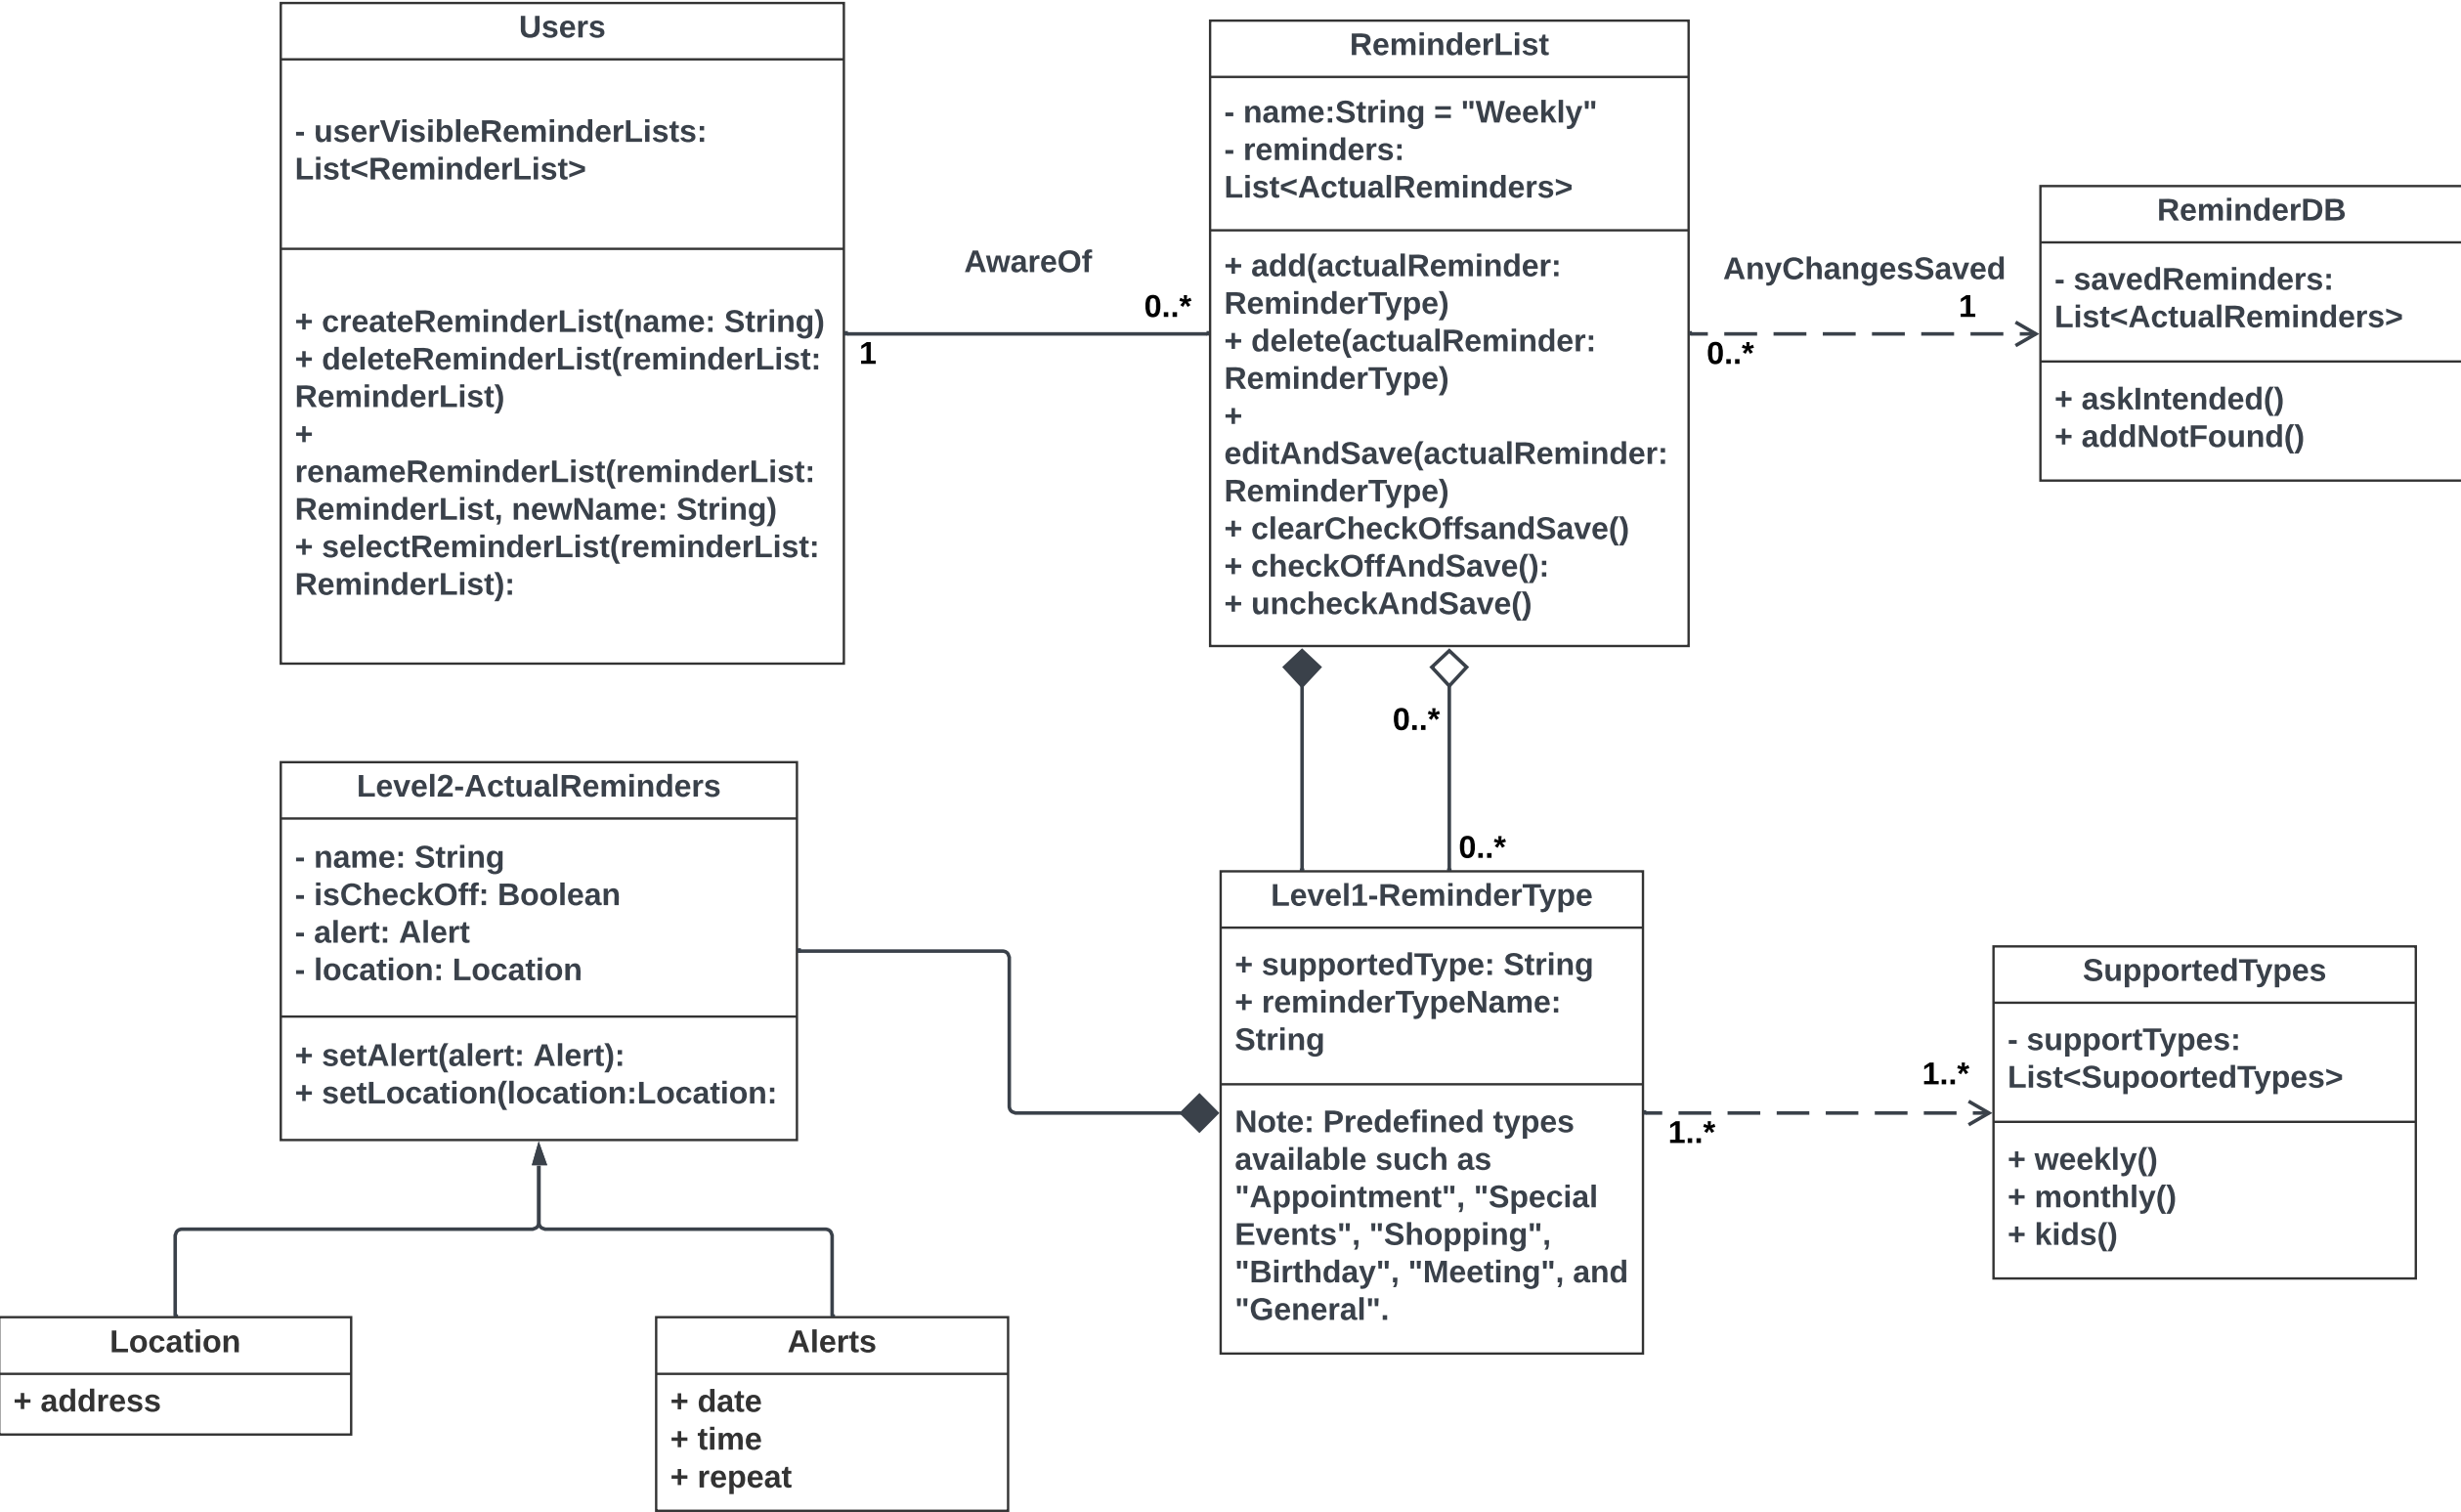 Users
- userVisibleReminderLists:
List<ReminderList>
+ createReminderList(name: String)
+ deleteReminderList(reminderList:
ReminderList)
+
renameReminderList(reminderList:
ReminderList, newName: String)
+ selectReminderList(reminderList:
ReminderList):
AwareOf
0..*
1
ReminderList
- name:String = "Weekly"
- reminders:
List<ActualReminders>
+ add(actualReminder:
ReminderType)
+ delete(actualReminder:
ReminderType)
+
editAndSave(actualReminder:
ReminderType)
+ clearCheckOffsandSave()
+ checkOffAndSave():
+ uncheckAndSave()
AnyChangesSaved
1
0..*
ReminderDB
- savedReminders:
List<ActualReminders>
+ askIntended()
+ addNotFound()
0..*
0..*
Level2-ActualReminders
- name: String
- isCheckOff: Boolean
- alert: Alert
- location: Location
+ setAlert(alert: Alert):
+ setLocation(location:Location:
Level1-ReminderType
+ supportedType: String
+ reminderTypeName:
String
Note: Predefined types
available such as
"Appointment", "Special
Events", "Shopping",
"Birthday", "Meeting", and
"General".
1..*
1..*
SupportedTypes
- supportTypes:
List<SupoortedTypes>
+ weekly()
+ monthly()
+ kids()
Location
+ address
Alerts
+ date
+ time
+ repeat